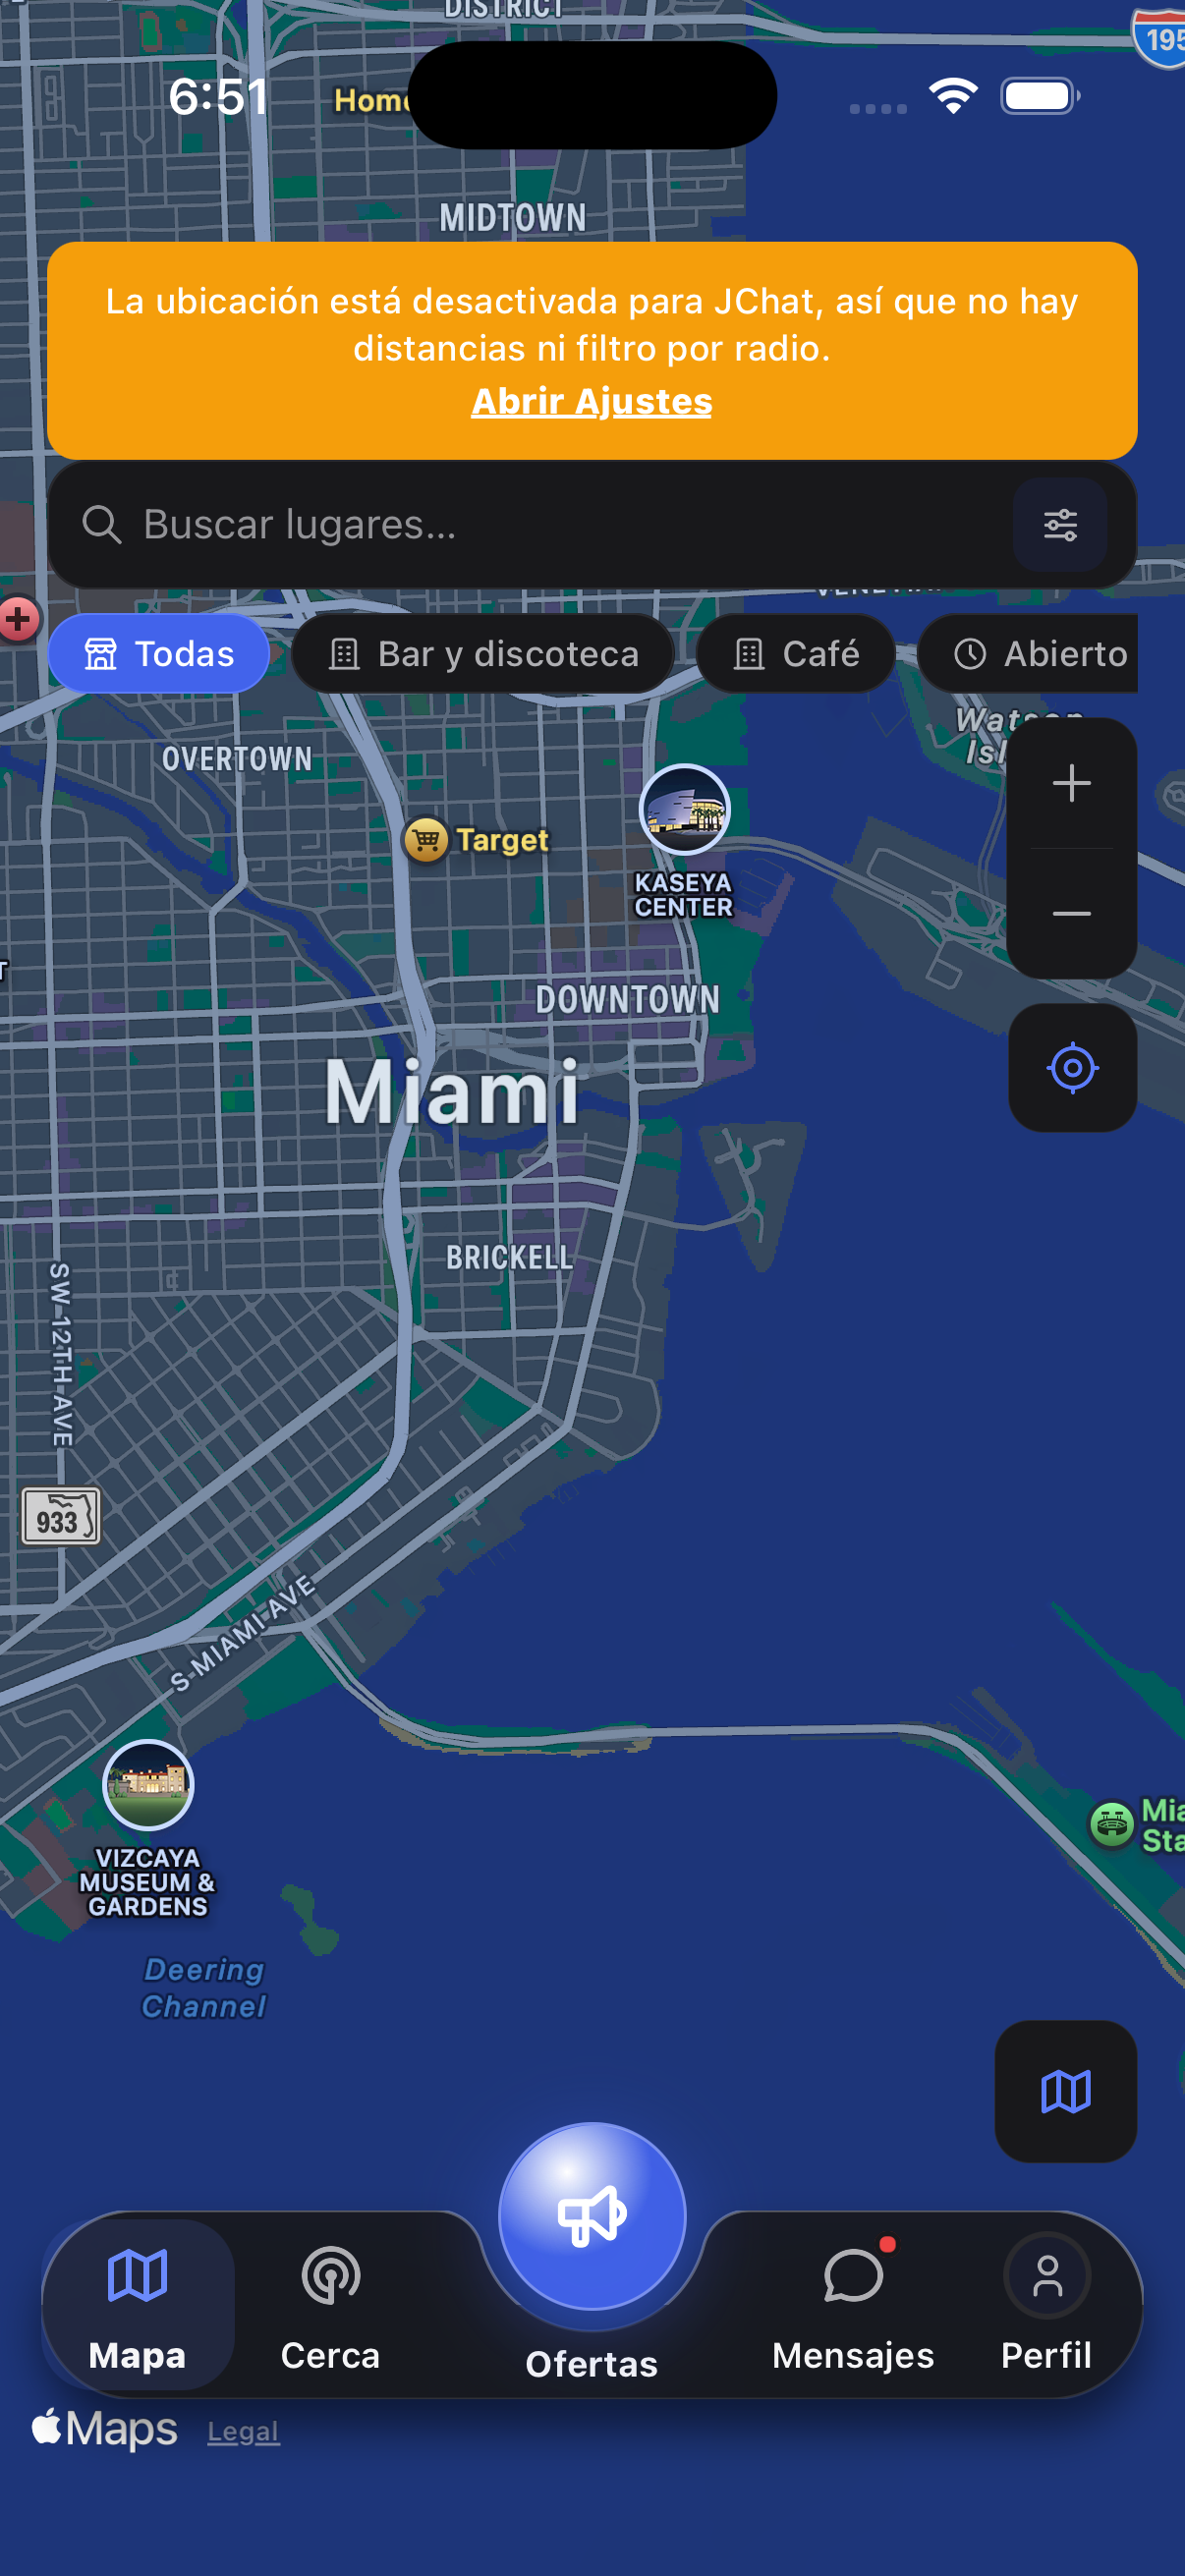 DISTRICT
195
6:51
Home
MIDTOWN
La ubicación está desactivada para JChat, así que no hay
distancias ni filtro por radio.
Abrir Ajustes
Buscar lugares...
Todas
Bar y discoteca
Café
Abierto
OVERTOWN
Target
KASEYA
CENTER
DOWNTOWN
Miami
BRICKELL
SW 12TH AVE
933
S MIAMI AVE
VIZCAYA
MUSEUM &
GARDENS
Deering
Channel
Mapa
Cerca
Ofertas
Mensajes
Perfil
Maps
Legal